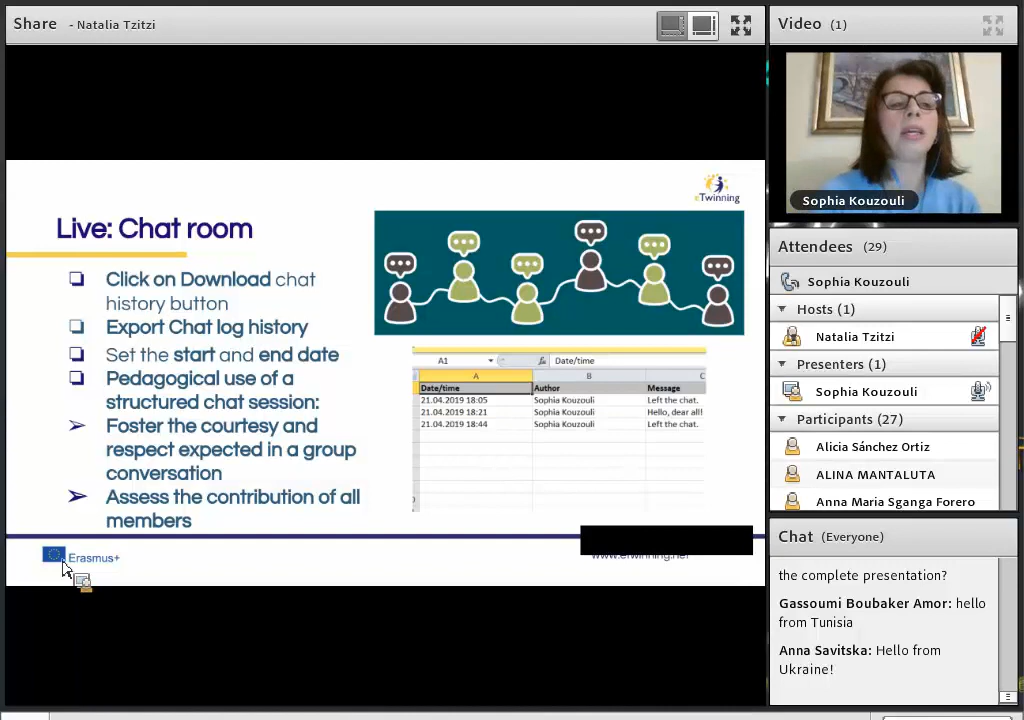 Share - Natalia Tzitzi
Video (1)
Sophia Kouzouli
eTwinning
Live: Chat room
Click on Download chat
history button
Export Chat log history
Set the start and end date
Pedagogical use of a
structured chat session:
Foster the courtesy and
respect expected in a group
conversation
Assess the contribution of all
members
A1 Date/time
A B C
Date/time Author Message
21.04.2019 18:05 Sophia Kouzouli Left the chat.
21.04.2019 18:21 Sophia Kouzouli Hello, dear all!
21.04.2019 18:44 Sophia Kouzouli Left the chat.
Erasmus+
www.etwinning.net
Attendees (29)
Sophia Kouzouli
Hosts (1)
Natalia Tzitzi
Presenters (1)
Sophia Kouzouli
Participants (27)
Alicia Sánchez Ortiz
ALINA MANTALUTA
Anna Maria Sganga Forero
Chat (Everyone)
the complete presentation?
Gassoumi Boubaker Amor: hello
from Tunisia
Anna Savitska: Hello from
Ukraine!